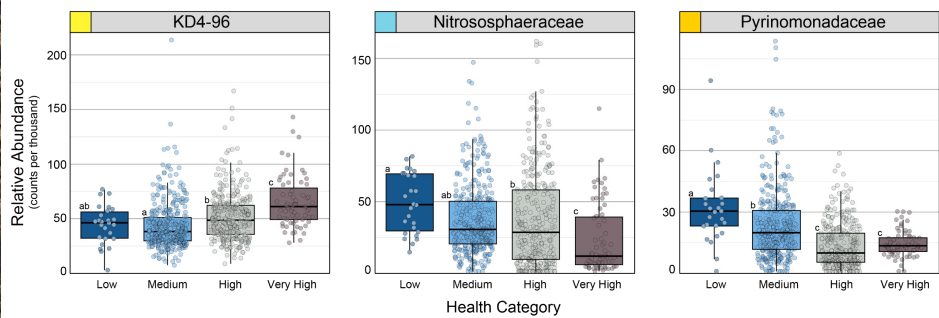 KD4-96
Nitrososphaeraceae
Pyrinomonadaceae
Relative Abundance
(counts per thousand)
200
150
100
50
0
ab
a
b
c
Low
Medium
High
Very High
150
100
50
0
a
ab
b
c
Low
Medium
High
Very High
90
60
30
0
a
b
c
c
Low
Medium
High
Very High
Health Category